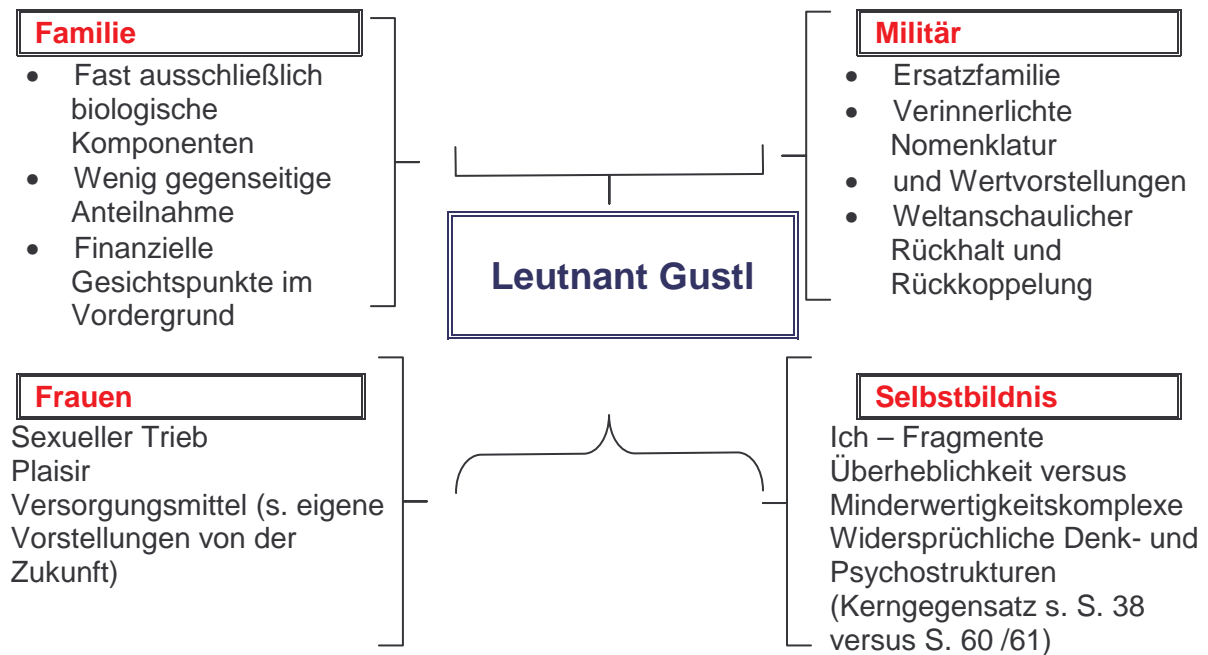 Familie
• Fast ausschließlich
biologische
Komponenten
• Wenig gegenseitige
Anteilnahme
• Finanzielle
Gesichtspunkte im
Vordergrund
Militär
• Ersatzfamilie
• Verinnerlichte
Nomenklatur
• und Wertvorstellungen
• Weltanschaulicher
Rückhalt und
Rückkoppelung
Leutnant Gustl
Frauen
Sexueller Trieb
Plaisir
Versorgungsmittel (s. eigene
Vorstellungen von der
Zukunft)
Selbstbildnis
Ich – Fragmente
Überheblichkeit versus
Minderwertigkeitskomplexe
Widersprüchliche Denk- und
Psychostrukturen
(Kerngegensatz s. S. 38
versus S. 60 /61)